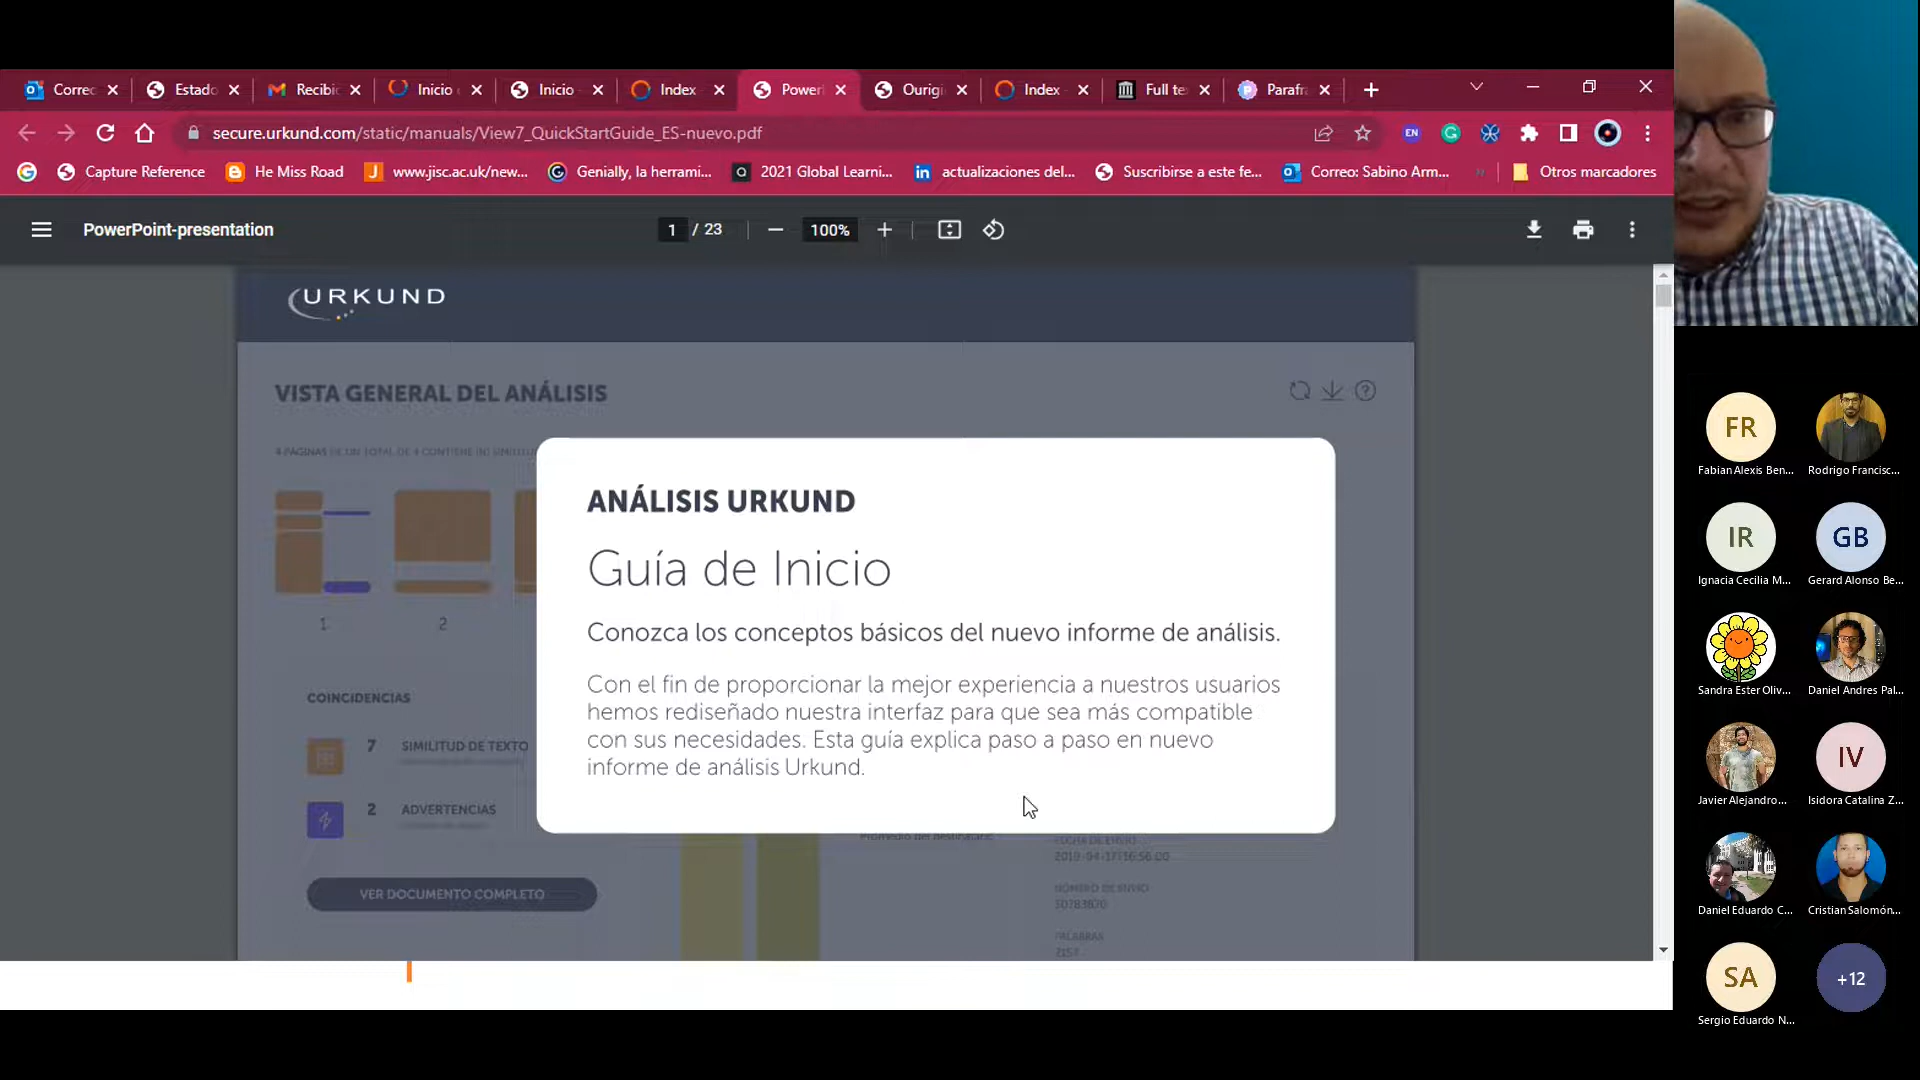 Correc
Estado
Recibi
Inicio
Inicio
Index
Power
Ourigi
Index
Full te
Parafr
secure.urkund.com/static/manuals/View7_QuickStartGuide_ES-nuevo.pdf
EN
Capture Reference
He Miss Road
www.jisc.ac.uk/new...
Genially, la herrami...
2021 Global Learni...
actualizaciones del...
Suscribirse a este fe...
Correo: Sabino Arm...
Otros marcadores
PowerPoint-presentation
1 / 23
100%
URKUND
VISTA GENERAL DEL ANÁLISIS
1
2
COINCIDENCIAS
7 SIMILITUD DE TEXTO
2 ADVERTENCIAS
VER DOCUMENTO COMPLETO
ANÁLISIS URKUND
Guía de Inicio
Conozca los conceptos básicos del nuevo informe de análisis.
Con el fin de proporcionar la mejor experiencia a nuestros usuarios
hemos rediseñado nuestra interfaz para que sea más compatible
con sus necesidades. Esta guía explica paso a paso en nuevo
informe de análisis Urkund.
PALABRAS
FR
Fabian Alexis Ben...
Rodrigo Francisc...
IR
Ignacia Cecilia M...
GB
Gerard Alonso Be...
Sandra Ester Oliv...
Daniel Andres Pal...
Javier Alejandro...
IV
Isidora Catalina Z...
Daniel Eduardo C...
Cristian Salomón...
SA
Sergio Eduardo N...
+12